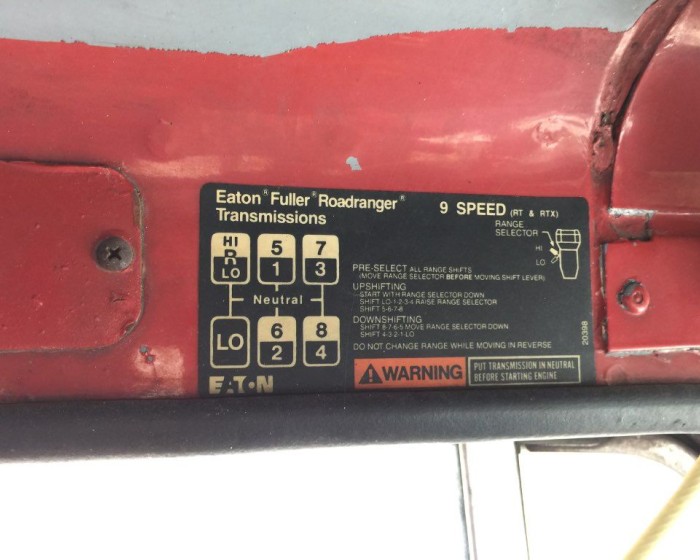 Eaton® Fuller® Roadranger®
Transmissions
9 SPEED (RT & RTX)
RANGE
SELECTOR
HI
LO
HI
R
LO
5
1
7
3
Neutral
LO
6
2
8
4
EATON
PRE-SELECT ALL RANGE SHIFTS
(MOVE RANGE SELECTOR BEFORE MOVING SHIFT LEVER)
UPSHIFTING
START WITH RANGE SELECTOR DOWN
SHIFT LO-1-2-3-4 RAISE RANGE SELECTOR
SHIFT 5-6-7-8
DOWNSHIFTING
SHIFT 8-7-6-5 MOVE RANGE SELECTOR DOWN
SHIFT 4-3-2-1-LO
DO NOT CHANGE RANGE WHILE MOVING IN REVERSE
WARNING
PUT TRANSMISSION IN NEUTRAL
BEFORE STARTING ENGINE
20398